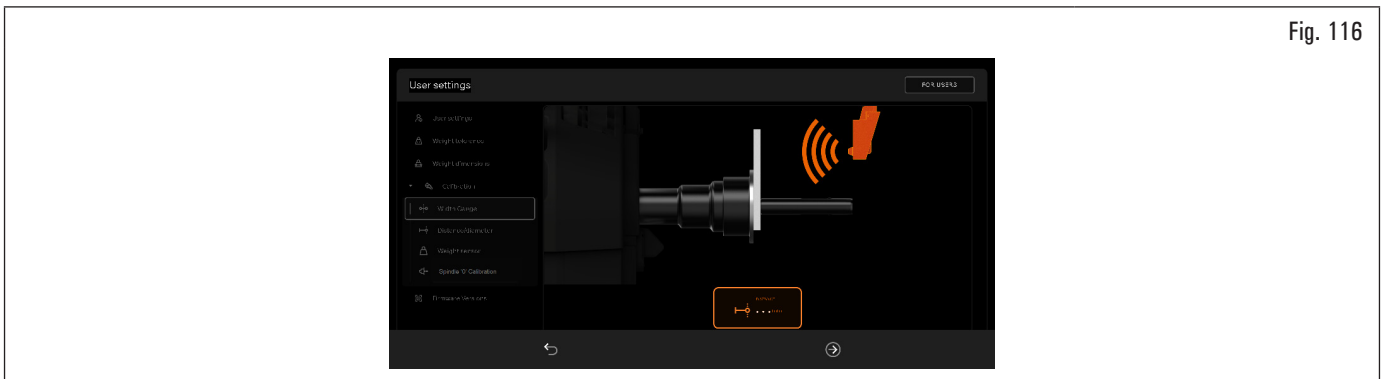 Fig. 116
User settings
FOR USERS
User settings
Weight tolerance
Weight dimensions
Calibration
Width Gauge
Distance/diameter
Weight sensor
Spindle '0' Calibration
Firmware Versions